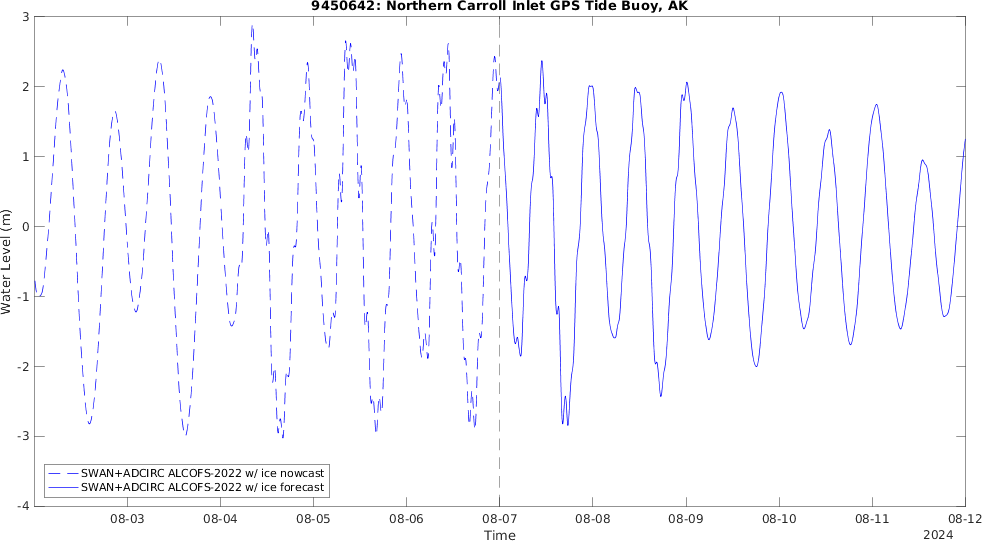 9450642: Northern Carroll Inlet GPS Tide Buoy, AK
3
2
1
0
-1
-2
-3
-4
Water Level (m)
SWAN+ADCIRC ALCOFS-2022 w/ ice nowcast
SWAN+ADCIRC ALCOFS-2022 w/ ice forecast
08-03 08-04 08-05 08-06 08-07 08-08 08-09 08-10 08-11 08-12
Time
2024